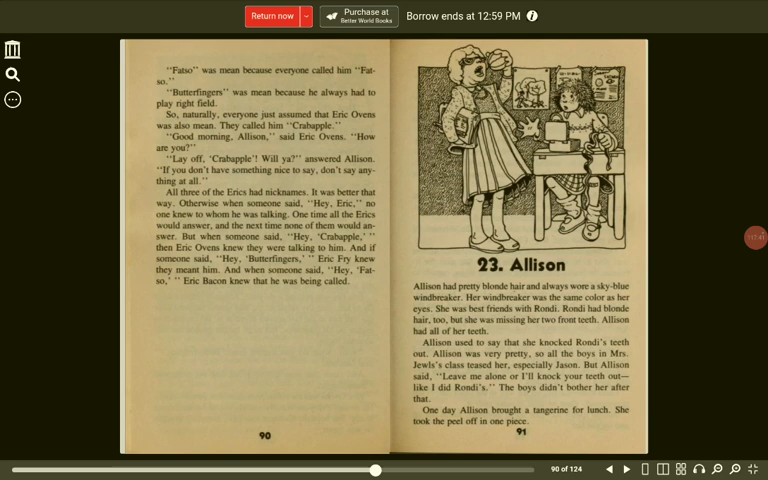 Return now
Purchase at
Better World Books
Borrow ends at 12:59 PM
‘‘Fatso’’ was mean because everyone called him ‘‘Fat-
so.’’
‘‘Butterfingers’’ was mean because he always had to
play right field.
So, naturally, everyone just assumed that Eric Ovens
was also mean. They called him ‘‘Crabapple.’’
‘‘Good morning, Allison,’’ said Eric Ovens. ‘‘How
are you?’’
‘‘Lay off, ‘Crabapple’! Will ya?’’ answered Allison.
‘‘If you don’t have something nice to say, don’t say any-
thing at all.’’
All three of the Erics had nicknames. It was better that
way. Otherwise when someone said, ‘‘Hey, Eric,’’ no
one knew to whom he was talking. One time all the Erics
would answer, and the next time none of them would an-
swer. But when someone said, ‘‘Hey, ‘Crabapple,’ ’’
then Eric Ovens knew they were talking to him. And if
someone said, ‘‘Hey, ‘Butterfingers,’ ’’ Eric Fry knew
they meant him. And when someone said, ‘‘Hey, ‘Fat-
so,’ ’’ Eric Bacon knew that he was being called.
90
23. Allison
Allison had pretty blonde hair and always wore a sky-blue
windbreaker. Her windbreaker was the same color as her
eyes. She was best friends with Rondi. Rondi had blonde
hair, too, but she was missing her two front teeth. Allison
had all of her teeth.
Allison used to say that she knocked Rondi’s teeth
out. Allison was very pretty, so all the boys in Mrs.
Jewls’s class teased her, especially Jason. But Allison
said, ‘‘Leave me alone or I’ll knock your teeth out—
like I did Rondi’s.’’ The boys didn’t bother her after
that.
One day Allison brought a tangerine for lunch. She
took the peel off in one piece.
91
90 of 124